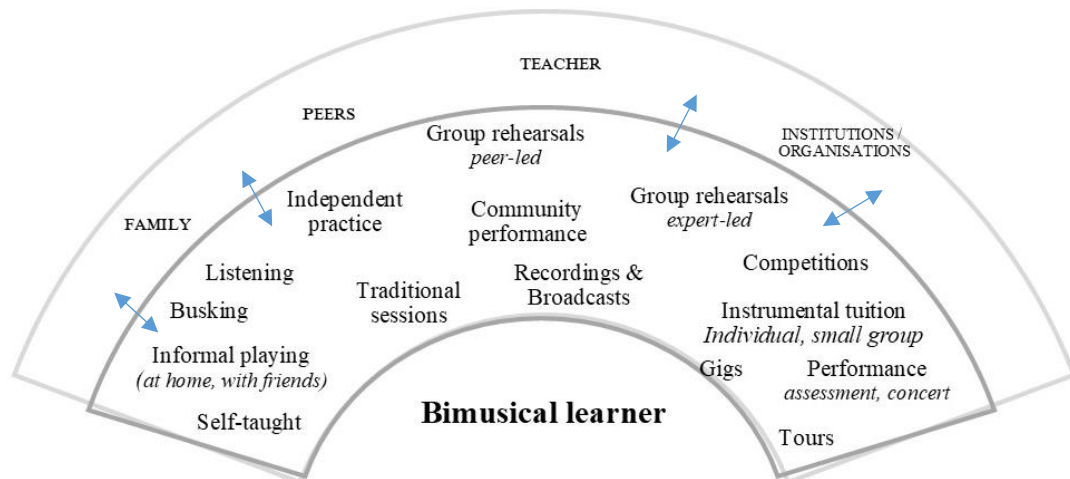 TEACHER
PEERS
INSTITUTIONS /
ORGANISATIONS
FAMILY
Group rehearsals
peer-led
Independent
practice
Community
performance
Group rehearsals
expert-led
Listening
Competitions
Busking
Traditional
sessions
Recordings &
Broadcasts
Instrumental tuition
Individual, small group
Informal playing
(at home, with friends)
Gigs
Performance
assessment, concert
Self-taught
Bimusical learner
Tours